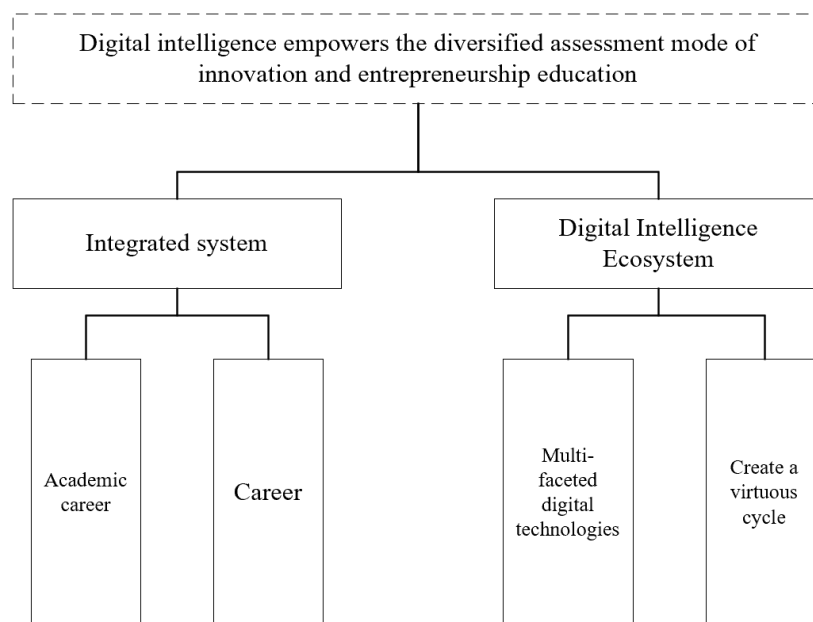 Digital intelligence empowers the diversified assessment mode of
innovation and entrepreneurship education
Integrated system
Digital Intelligence
Ecosystem
Academic
career
Career
Multi-
faceted
digital
technologies
Create a
virtuous
cycle